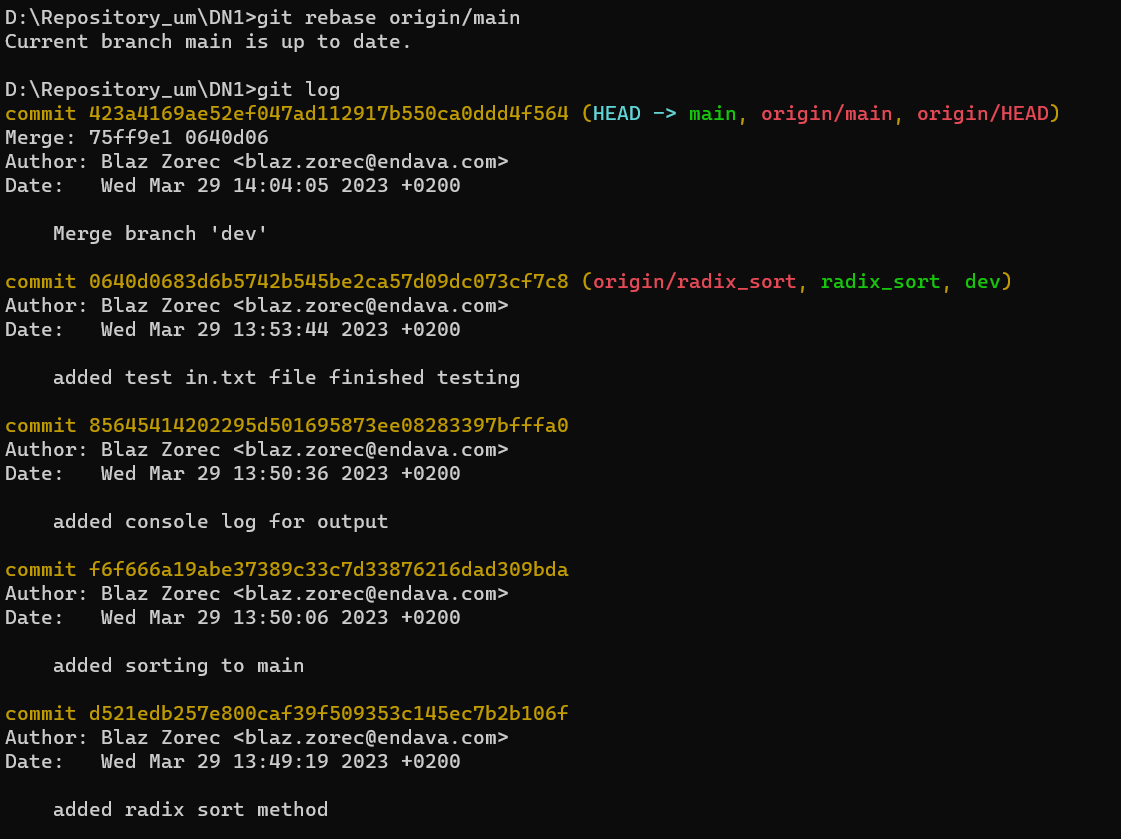 D:\Repository_um\DN1>git rebase origin/main
Current branch main is up to date.
D:\Repository_um\DN1>git log
commit 423a4169ae52ef047ad112917b550ca0ddd4f564 (HEAD -> main, origin/main, origin/HEAD)
Merge: 75ff9e1 0640d06
Author: Blaz Zorec <blaz.zorec@endava.com>
Date:   Wed Mar 29 14:04:05 2023 +0200
    Merge branch 'dev'
commit 0640d0683d6b5742b545be2ca57d09dc073cf7c8 (origin/radix_sort, radix_sort, dev)
Author: Blaz Zorec <blaz.zorec@endava.com>
Date:   Wed Mar 29 13:53:44 2023 +0200
    added test in.txt file finished testing
commit 85645414202295d501695873ee08283397bfffa0
Author: Blaz Zorec <blaz.zorec@endava.com>
Date:   Wed Mar 29 13:50:36 2023 +0200
    added console log for output
commit f6f666a19abe37389c33c7d33876216dad309bda
Author: Blaz Zorec <blaz.zorec@endava.com>
Date:   Wed Mar 29 13:50:06 2023 +0200
    added sorting to main
commit d521edb257e800caf39f509353c145ec7b2b106f
Author: Blaz Zorec <blaz.zorec@endava.com>
Date:   Wed Mar 29 13:49:19 2023 +0200
    added radix sort method